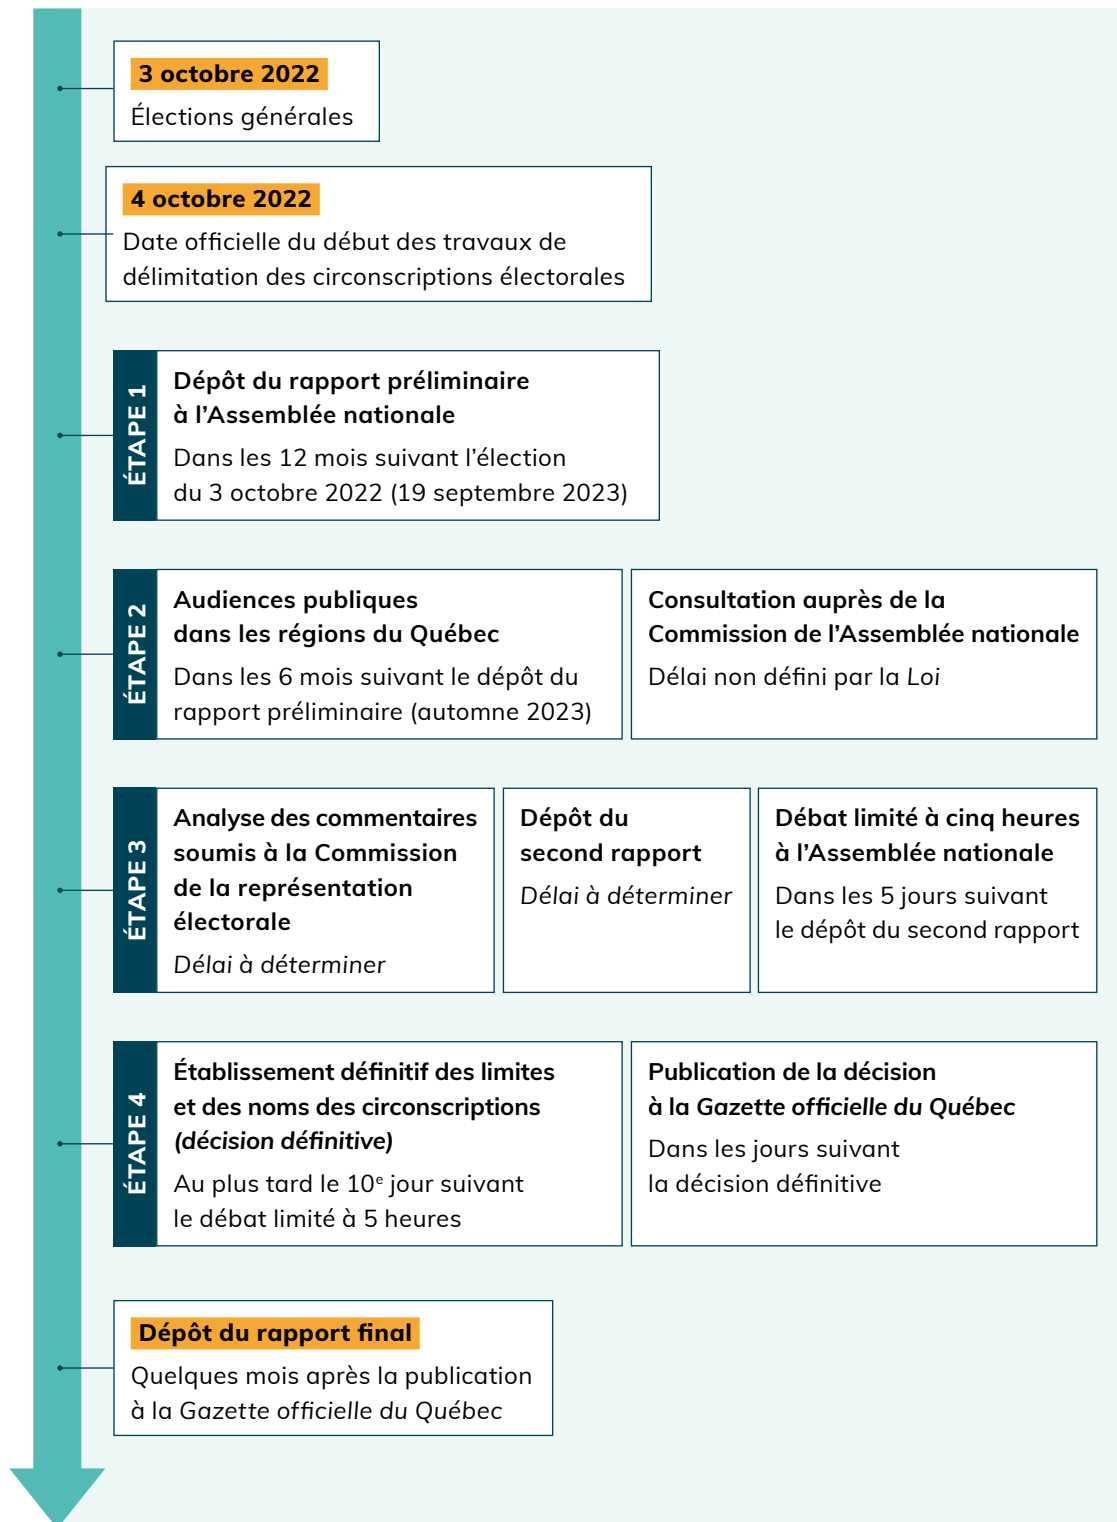 3 octobre 2022
Élections générales
4 octobre 2022
Date officielle du début des travaux de
délimitation des circonscriptions électorales
ÉTAPE 1
Dépôt du rapport préliminaire
à l’Assemblée nationale
Dans les 12 mois suivant l’élection
du 3 octobre 2022 (19 septembre 2023)
ÉTAPE 2
Audiences publiques
dans les régions du Québec
Dans les 6 mois suivant le dépôt du
rapport préliminaire (automne 2023)
Consultation auprès de la
Commission de l’Assemblée nationale
Délai non défini par la Loi
ÉTAPE 3
Analyse des commentaires
soumis à la Commission
de la représentation
électorale
Délai à déterminer
Dépôt du
second rapport
Délai à déterminer
Débat limité à cinq heures
à l’Assemblée nationale
Dans les 5 jours suivant
le dépôt du second rapport
ÉTAPE 4
Établissement définitif des limites
et des noms des circonscriptions
(décision définitive)
Au plus tard le 10e jour suivant
le débat limité à 5 heures
Publication de la décision
à la Gazette officielle du Québec
Dans les jours suivant
la décision définitive
Dépôt du rapport final
Quelques mois après la publication
à la Gazette officielle du Québec